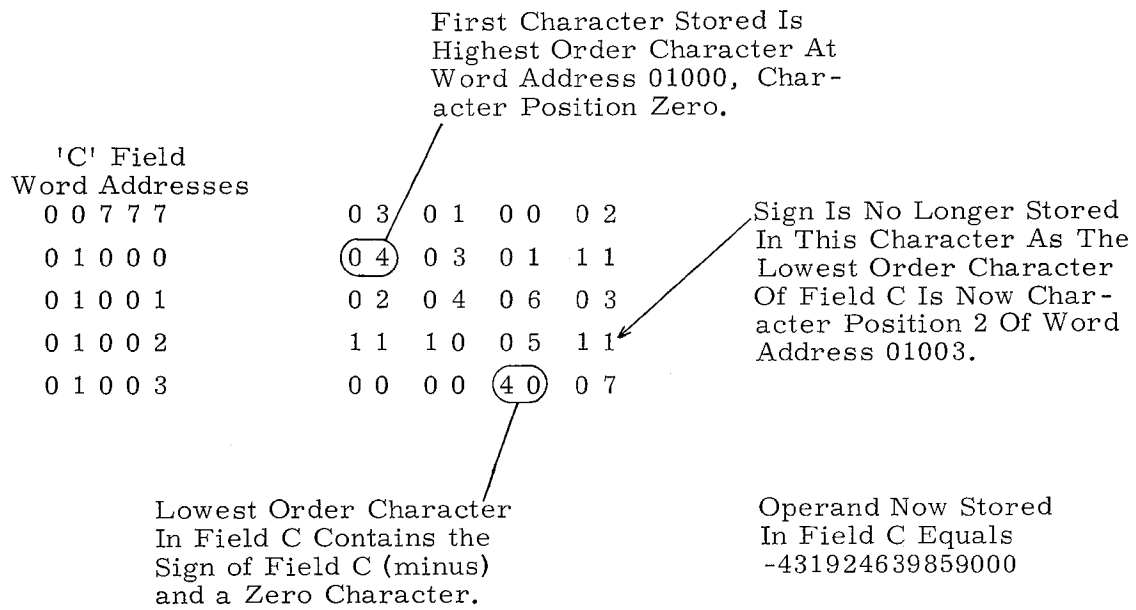 First Character Stored Is
Highest Order Character At
Word Address 01000, Char-
acter Position Zero.
'C' Field
Word Addresses
0 0 7 7 7 0 3 0 1 0 0 0 2
0 1 0 0 0 0 4 0 3 0 1 1 1
0 1 0 0 1 0 2 0 4 0 6 0 3
0 1 0 0 2 1 1 1 0 0 5 1 1
0 1 0 0 3 0 0 0 0 4 0 0 7
Sign Is No Longer Stored
In This Character As The
Lowest Order Character
Of Field C Is Now Char-
acter Position 2 Of Word
Address 01003.
Lowest Order Character
In Field C Contains the
Sign of Field C (minus)
and a Zero Character.
Operand Now Stored
In Field C Equals
-431924639859000